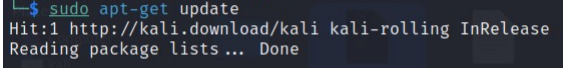 └─$ sudo apt-get update
Hit:1 http://kali.download/kali kali-rolling InRelease
Reading package lists... Done